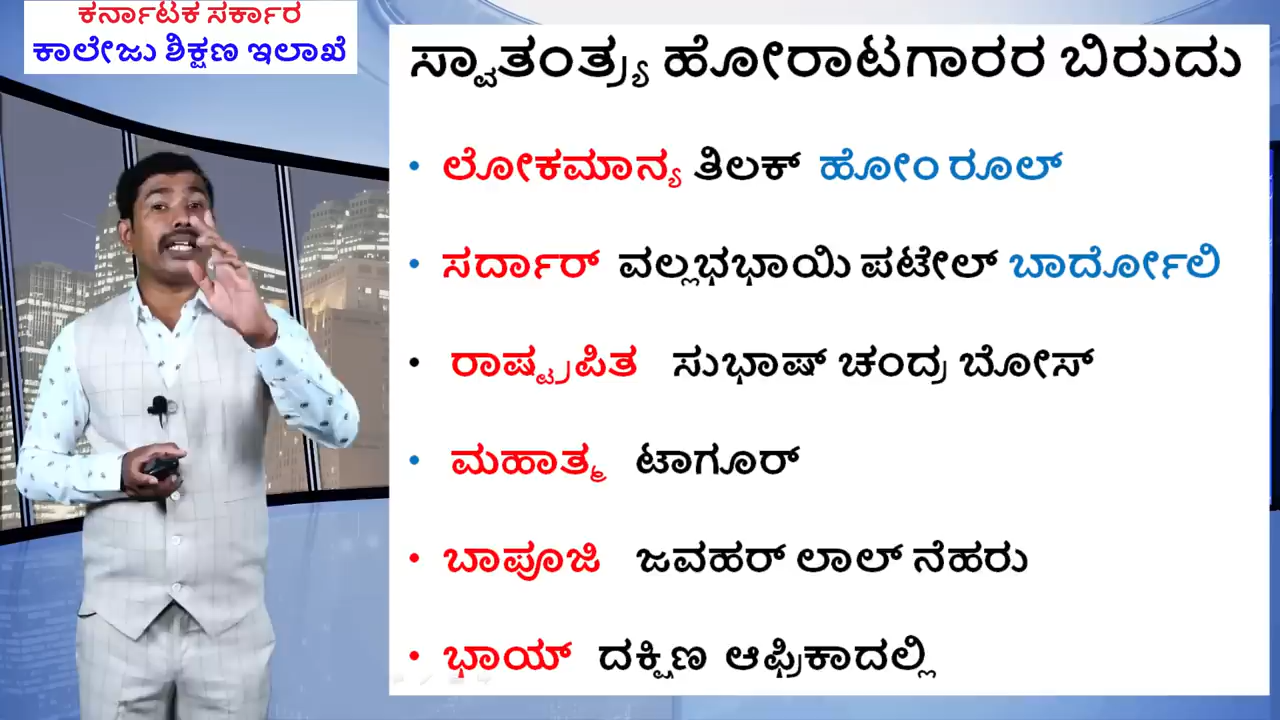 ಕರ್ನಾಟಕ ಸರ್ಕಾರ
ಕಾಲೇಜು ಶಿಕ್ಷಣ ಇಲಾಖೆ
ಸ್ವಾತಂತ್ರ್ಯ ಹೋರಾಟಗಾರರ ಬಿರುದು
• ಲೋಕಮಾನ್ಯ ತಿಲಕ್ ಹೋಂ ರೂಲ್
• ಸರ್ದಾರ್ ವಲ್ಲಭಭಾಯಿ ಪಟೇಲ್ ಬಾರ್ದೋಲಿ
• ರಾಷ್ಟ್ರಪಿತ ಸುಭಾಷ್ ಚಂದ್ರ ಬೋಸ್
• ಮಹಾತ್ಮ ಟಾಗೂರ್
• ಬಾಪೂಜಿ ಜವಹರ್ ಲಾಲ್ ನೆಹರು
• ಭಾಯ್ ದಕ್ಷಿಣ ಆಫ್ರಿಕಾದಲ್ಲಿ